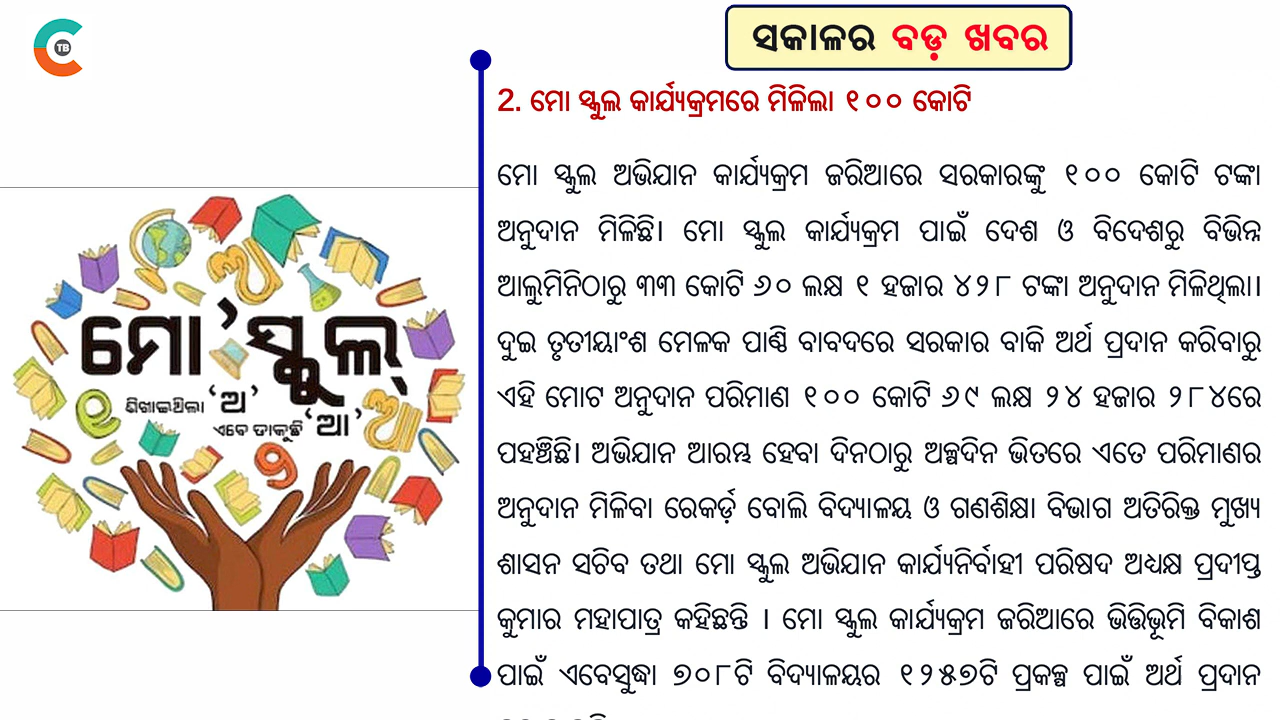 TB
ସକାଳର ବଡ଼ ଖବର
2. ମୋ ସ୍କୁଲ କାର୍ଯ୍ୟକ୍ରମରେ ମିଳିଲା ୧୦୦ କୋଟି
ମୋ ସ୍କୁଲ ଅଭିଯାନ କାର୍ଯ୍ୟକ୍ରମ ଜରିଆରେ ସରକାରଙ୍କୁ ୧୦୦ କୋଟି ଟଙ୍କା
ଅନୁଦାନ ମିଳିଛି। ମୋ ସ୍କୁଲ କାର୍ଯ୍ୟକ୍ରମ ପାଇଁ ଦେଶ ଓ ବିଦେଶରୁ ବିଭିନ୍ନ
ଆଲୁମିନିଠାରୁ ୩୩ କୋଟି ୬୦ ଲକ୍ଷ ୧ ହଜାର ୪୨୮ ଟଙ୍କା ଅନୁଦାନ ମିଳିଥିଲା।
ଦୁଇ ତୃତୀୟାଂଶ ମେଳକ ପାଣ୍ଠି ବାବଦରେ ସରକାର ବାକି ଅର୍ଥ ପ୍ରଦାନ କରିବାରୁ
ଏହି ମୋଟ ଅନୁଦାନ ପରିମାଣ ୧୦୦ କୋଟି ୬୯ ଲକ୍ଷ ୨୪ ହଜାର ୨୮୪ରେ
ପହଞ୍ଚିଛି। ଅଭିଯାନ ଆରମ୍ଭ ହେବା ଦିନଠାରୁ ଅଳ୍ପଦିନ ଭିତରେ ଏତେ ପରିମାଣର
ଅନୁଦାନ ମିଳିବା ରେକର୍ଡ଼ ବୋଲି ବିଦ୍ୟାଳୟ ଓ ଗଣଶିକ୍ଷା ବିଭାଗ ଅତିରିକ୍ତ ମୁଖ୍ୟ
ଶାସନ ସଚିବ ତଥା ମୋ ସ୍କୁଲ ଅଭିଯାନ କାର୍ଯ୍ୟନିର୍ବାହୀ ପରିଷଦ ଅଧ୍ୟକ୍ଷ ପ୍ରଦୀପ୍ତ
କୁମାର ମହାପାତ୍ର କହିଛନ୍ତି । ମୋ ସ୍କୁଲ କାର୍ଯ୍ୟକ୍ରମ ଜରିଆରେ ଭିତ୍ତିଭୂମି ବିକାଶ
ପାଇଁ ଏବେସୁଦ୍ଧା ୭୦୮ଟି ବିଦ୍ୟାଳୟର ୧୨୫୭ଟି ପ୍ରକଳ୍ପ ପାଇଁ ଅର୍ଥ ପ୍ରଦାନ
ମୋ 'ସ୍କୁଲ୍
ଶିଖାଇଥିଲା 'ଅ'
ଏବେ ଡାକୁଛି 'ଆ'